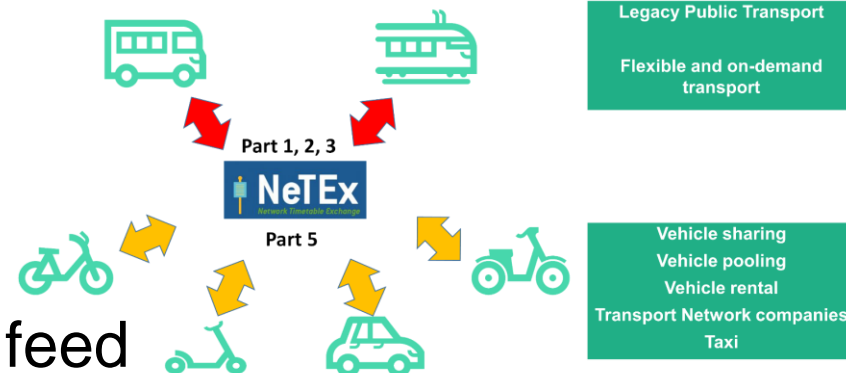 Legacy Public Transport
Flexible and on-demand
transport
Part 1, 2, 3
NeTEx
Network Timetable Exchange
Part 5
Vehicle sharing
Vehicle pooling
Vehicle rental
Transport Network companies
Taxi
feed